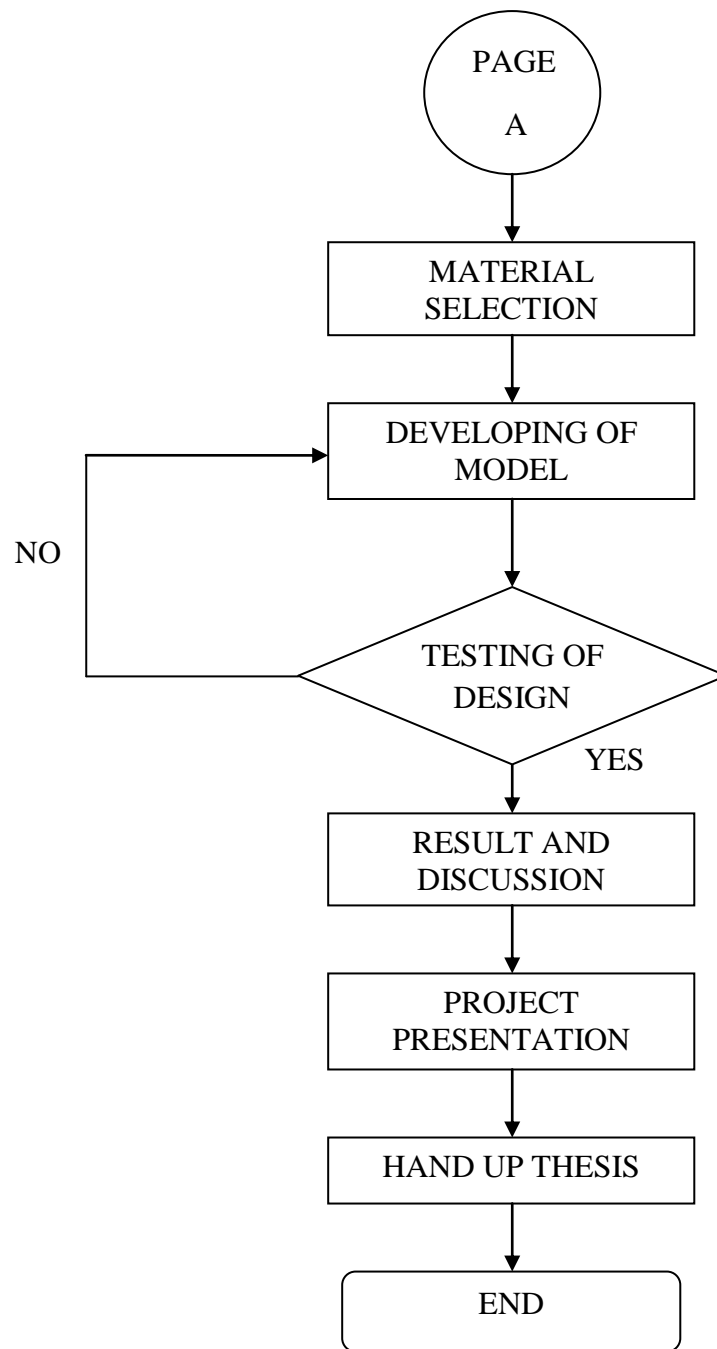 PAGE
A
MATERIAL
SELECTION
DEVELOPING OF
MODEL
NO
TESTING OF
DESIGN
YES
RESULT AND
DISCUSSION
PROJECT
PRESENTATION
HAND UP THESIS
END